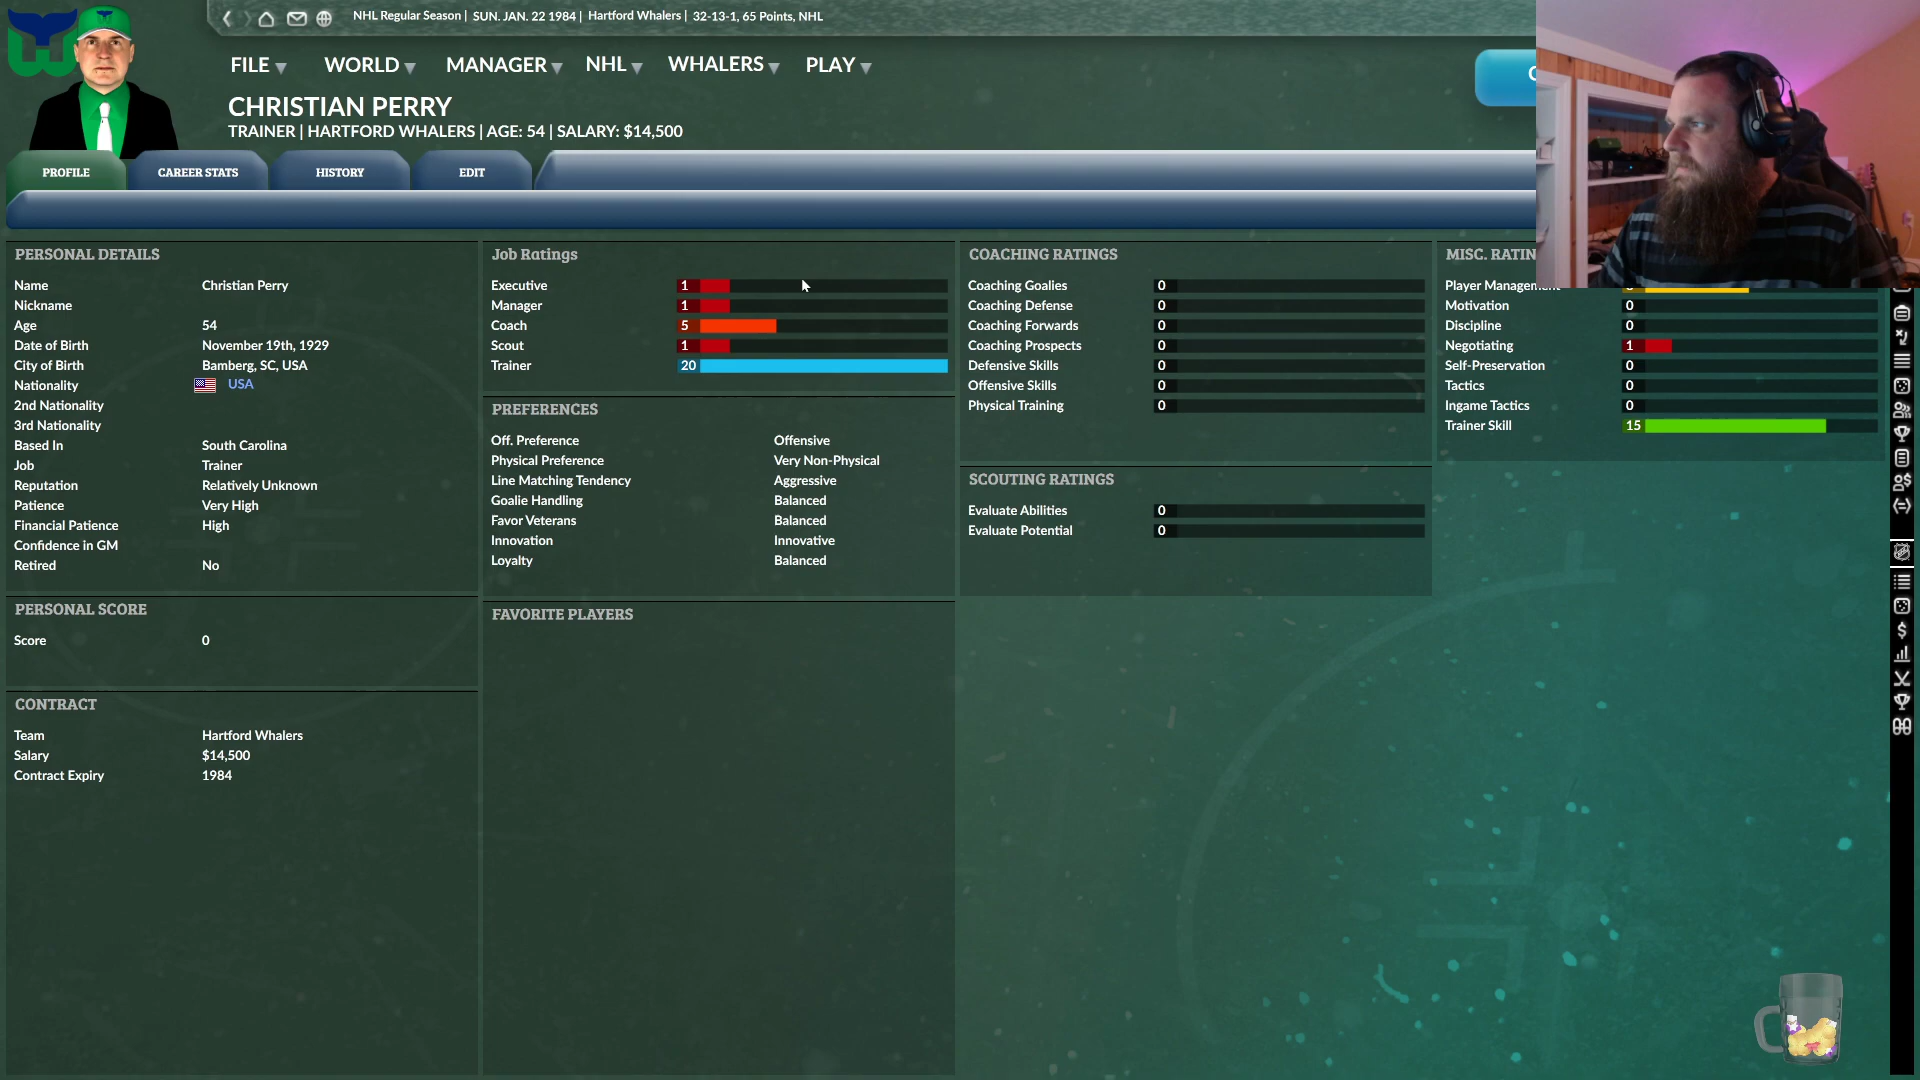 NHL Regular Season | SUN. JAN. 22 1984 | Hartford Whalers | 32-13-1, 65 Points, NHL
FILE WORLD MANAGER NHL WHALERS PLAY
CHRISTIAN PERRY
TRAINER | HARTFORD WHALERS | AGE: 54 | SALARY: $14,500
PROFILE CAREER STATS HISTORY EDIT
PERSONAL DETAILS
Name Christian Perry
Nickname
Age 54
Date of Birth November 19th, 1929
City of Birth Bamberg, SC, USA
Nationality USA
2nd Nationality
3rd Nationality
Based In South Carolina
Job Trainer
Reputation Relatively Unknown
Patience Very High
Financial Patience High
Confidence in GM
Retired No
PERSONAL SCORE
Score 0
CONTRACT
Team Hartford Whalers
Salary $14,500
Contract Expiry 1984
Job Ratings
Executive 1
Manager 1
Coach 5
Scout 1
Trainer 20
PREFERENCES
Off. Preference Offensive
Physical Preference Very Non-Physical
Line Matching Tendency Aggressive
Goalie Handling Balanced
Favor Veterans Balanced
Innovation Innovative
Loyalty Balanced
FAVORITE PLAYERS
COACHING RATINGS
Coaching Goalies 0
Coaching Defense 0
Coaching Forwards 0
Coaching Prospects 0
Defensive Skills 0
Offensive Skills 0
Physical Training 0
SCOUTING RATINGS
Evaluate Abilities 0
Evaluate Potential 0
MISC.
Player
Motivation 0
Discipline 0
Negotiating 1
Self-Preservation 0
Tactics 0
Ingame Tactics 0
Trainer Skill 15